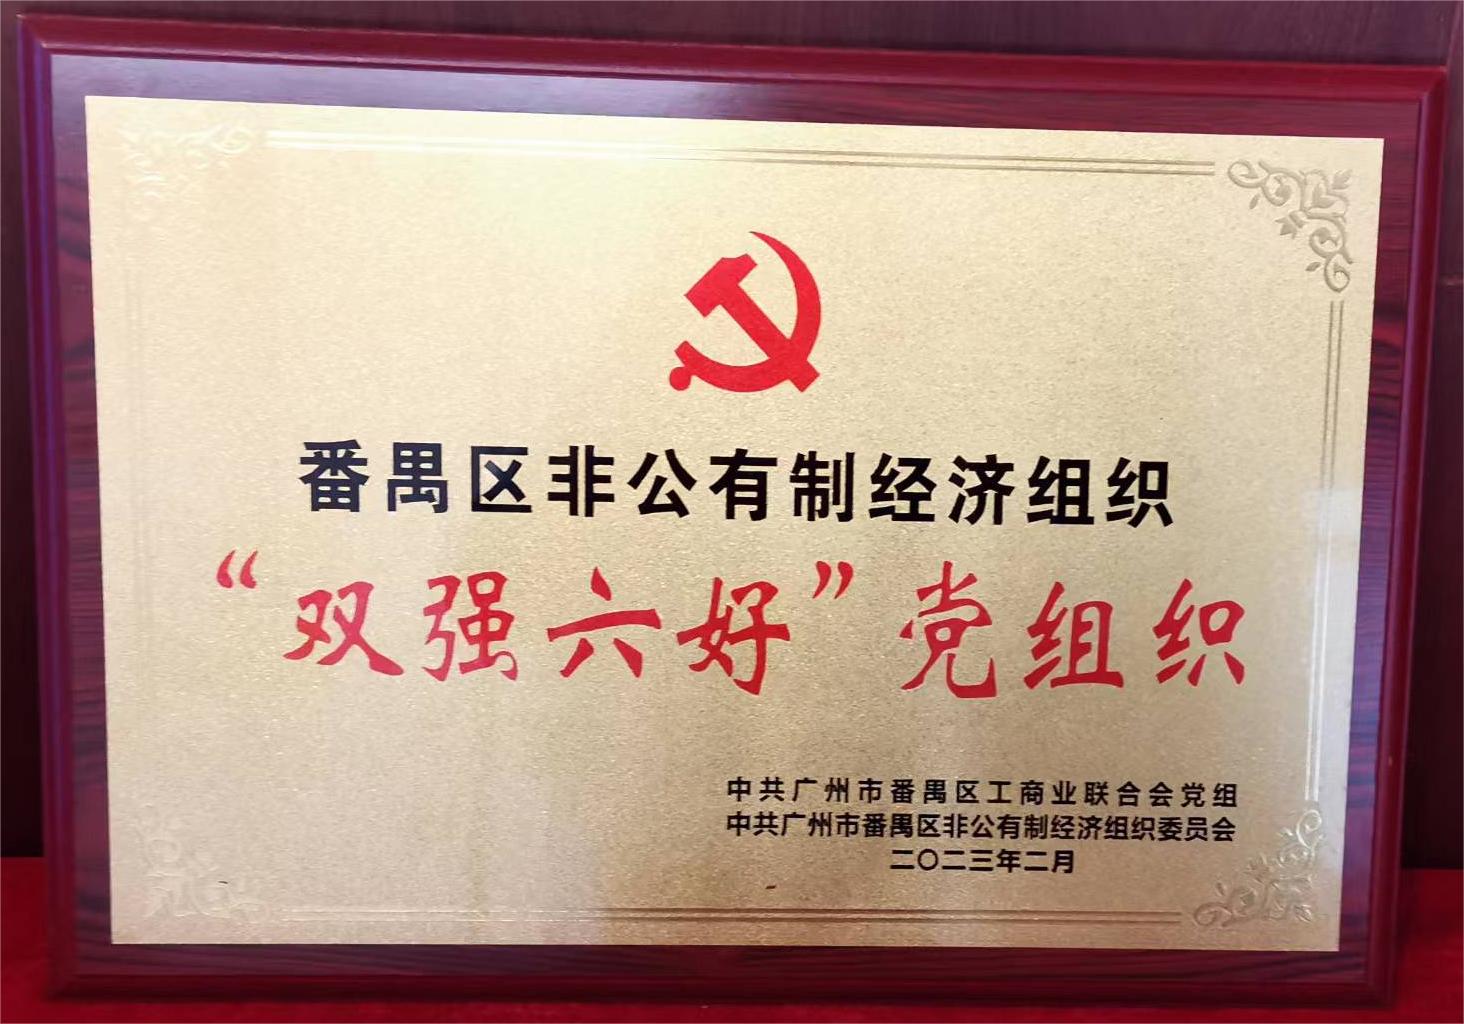 番禺区非公有制经济组织
“双强六好”党组织
中共广州市番禺区工商业联合会党组
中共广州市番禺区非公有制经济组织委员会
二〇二三年二月